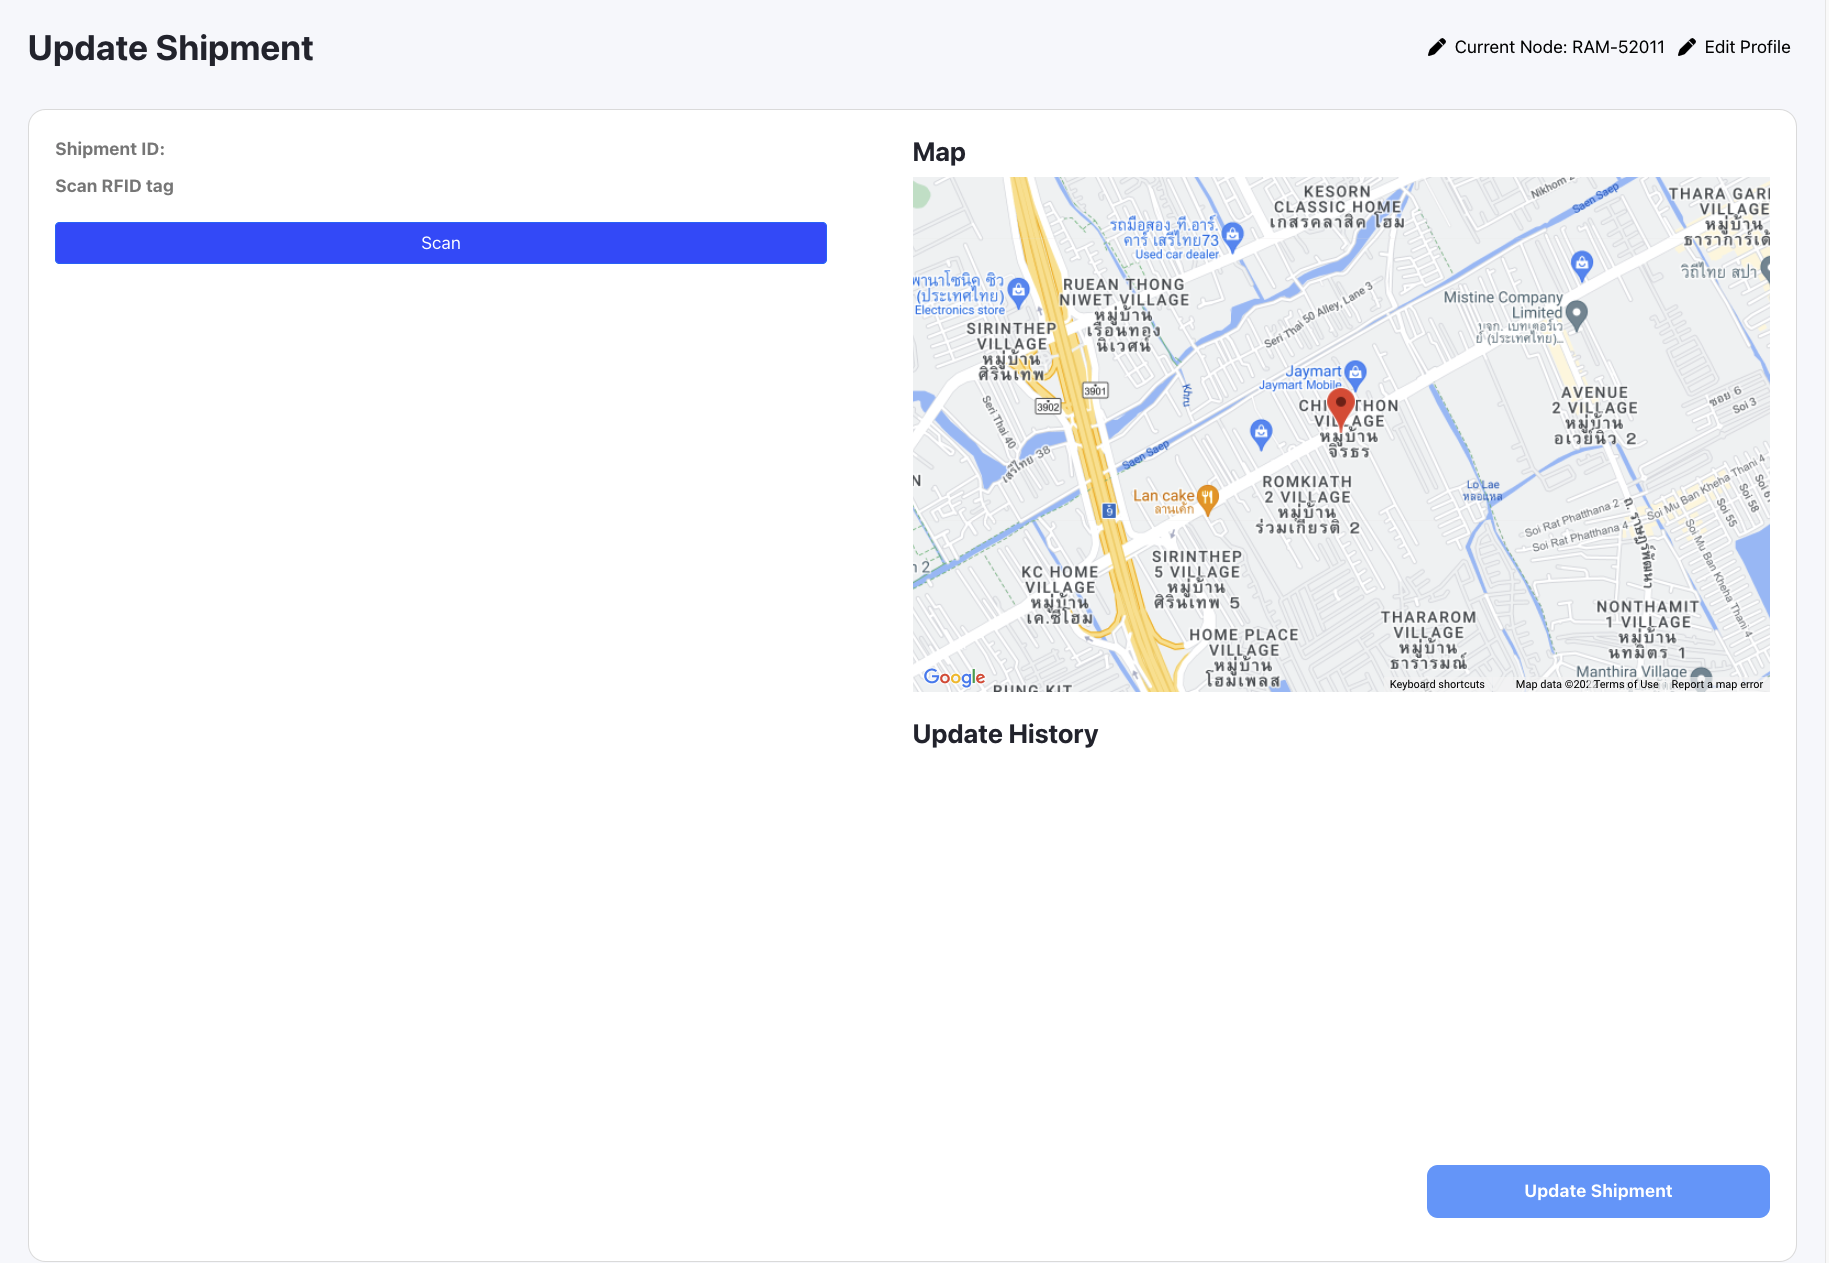 Update Shipment
Current Node: RAM-52011
Edit Profile
Shipment ID:
Scan RFID tag
Scan
Map
KESORN
CLASSIC HOME
เกสรคลาสิค โฮม
Saen Saep
THARA GARI
VILLAGE
หมู่บ้าน
ธาราการ์เด้
รถมือสอง ที.อาร์.
คาร์ เสรีไทย73
Used car dealer
วิถีไทย สปา
พานาโซนิค ซิว
(ประเทศไทย)
Electronics store
RUEAN THONG
NIWET VILLAGE
หมู่บ้าน
เรือนทอง
นิเวศน์
Seri Thai 50 Alley, Lane 3
Mistine Company
Limited
บจก. เบทเตอร์เว
ย์ (ประเทศไทย)...
SIRINTHEP
VILLAGE
หมู่บ้าน
ศิรินเทพ
Jaymart
Jaymart Mobile
3901
3902
VILLAGE
หมู่บ้าน
จิรธร
AVENUE
2 VILLAGE
หมู่บ้าน
อเวย์นิว 2
ซอย 6
Soi 3
Seri Thai 40
เสรีไทย 38
Saen Saep
Lan cake
ลานเค้ก
9
ROMKIATH
2 VILLAGE
หมู่บ้าน
ร่วมเกียรติ 2
Lo Lae
หลอแหล
Soi Mu Ban Kheha Thani 4
Soi 58
Soi 55
Soi Rat Phatthana 2
Soi Rat Phatthana 4
ถ. ราษฎร์พัฒนา
Soi Mu Ban Kheha Thani 4
KC HOME
VILLAGE
หมู่บ้าน
เค.ซีโฮม
SIRINTHEP
5 VILLAGE
หมู่บ้าน
ศิรินเทพ 5
HOME PLACE
VILLAGE
หมู่บ้าน
โฮมเพลส
THARAROM
VILLAGE
หมู่บ้าน
ธารารมณ์
NONTHAMIT
1 VILLAGE
หมู่บ้าน
นทมิตร 1
Manthira Village
Google
Keyboard shortcuts
Map data ©202
Terms of Use
Report a map error
Update History
Update Shipment